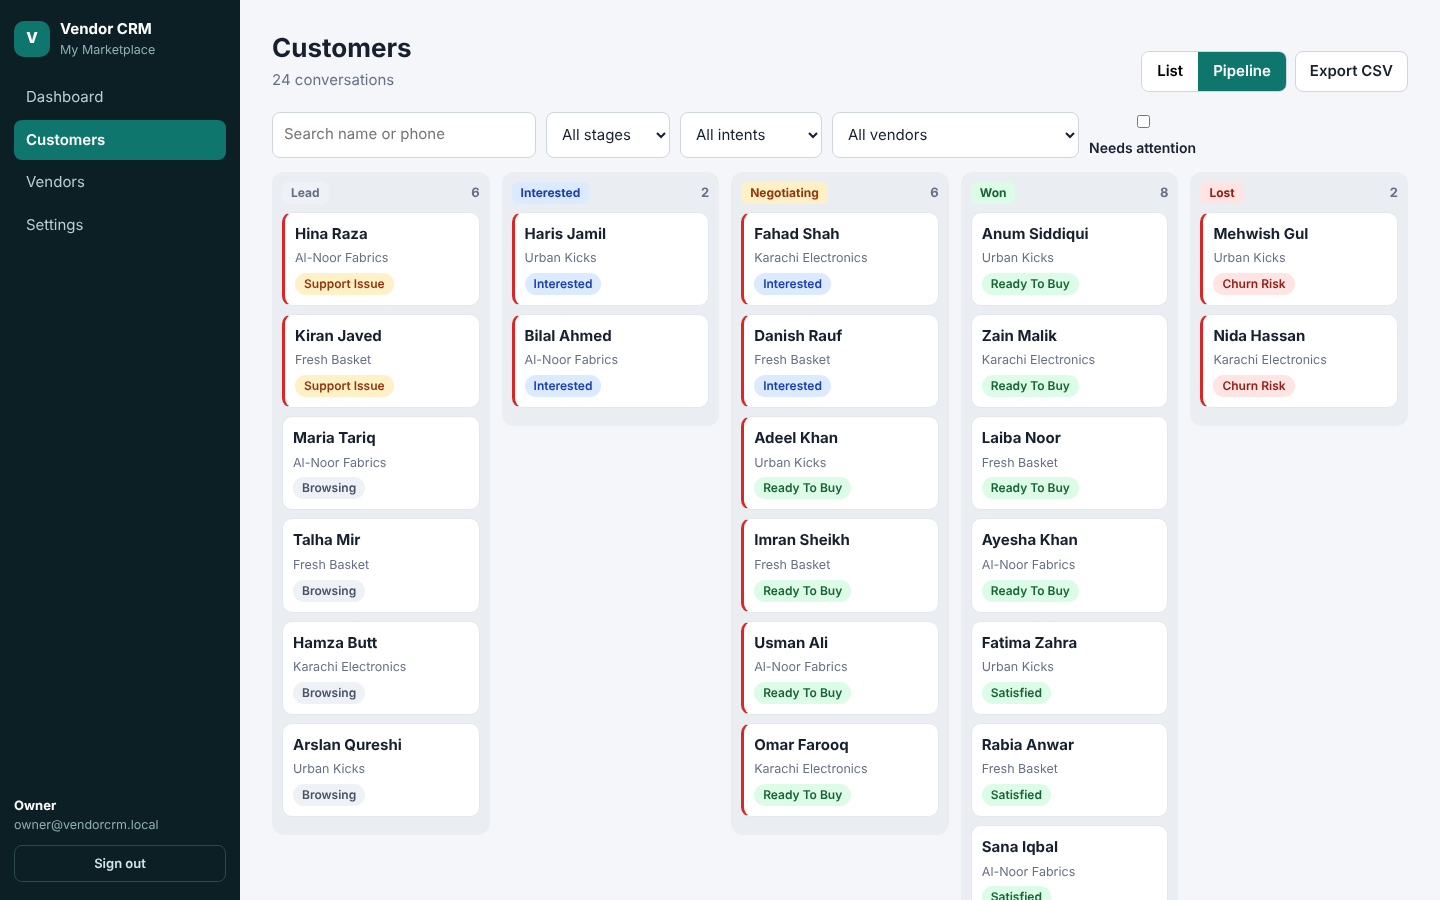 V
Vendor CRM
My Marketplace
Dashboard
Customers
Vendors
Settings
Owner
owner@vendorcrm.local
Sign out
Customers
24 conversations
List
Pipeline
Export CSV
Search name or phone
All stages
All intents
All vendors
Needs attention
Lead
6
Hina Raza
Al-Noor Fabrics
Support Issue
Kiran Javed
Fresh Basket
Support Issue
Maria Tariq
Al-Noor Fabrics
Browsing
Talha Mir
Fresh Basket
Browsing
Hamza Butt
Karachi Electronics
Browsing
Arslan Qureshi
Urban Kicks
Browsing
Interested
2
Haris Jamil
Urban Kicks
Interested
Bilal Ahmed
Al-Noor Fabrics
Interested
Negotiating
6
Fahad Shah
Karachi Electronics
Interested
Danish Rauf
Fresh Basket
Interested
Adeel Khan
Urban Kicks
Ready To Buy
Imran Sheikh
Fresh Basket
Ready To Buy
Usman Ali
Al-Noor Fabrics
Ready To Buy
Omar Farooq
Karachi Electronics
Ready To Buy
Won
8
Anum Siddiqui
Urban Kicks
Ready To Buy
Zain Malik
Karachi Electronics
Ready To Buy
Laiba Noor
Fresh Basket
Ready To Buy
Ayesha Khan
Al-Noor Fabrics
Ready To Buy
Fatima Zahra
Urban Kicks
Satisfied
Rabia Anwar
Fresh Basket
Satisfied
Sana Iqbal
Al-Noor Fabrics
Satisfied
Lost
2
Mehwish Gul
Urban Kicks
Churn Risk
Nida Hassan
Karachi Electronics
Churn Risk